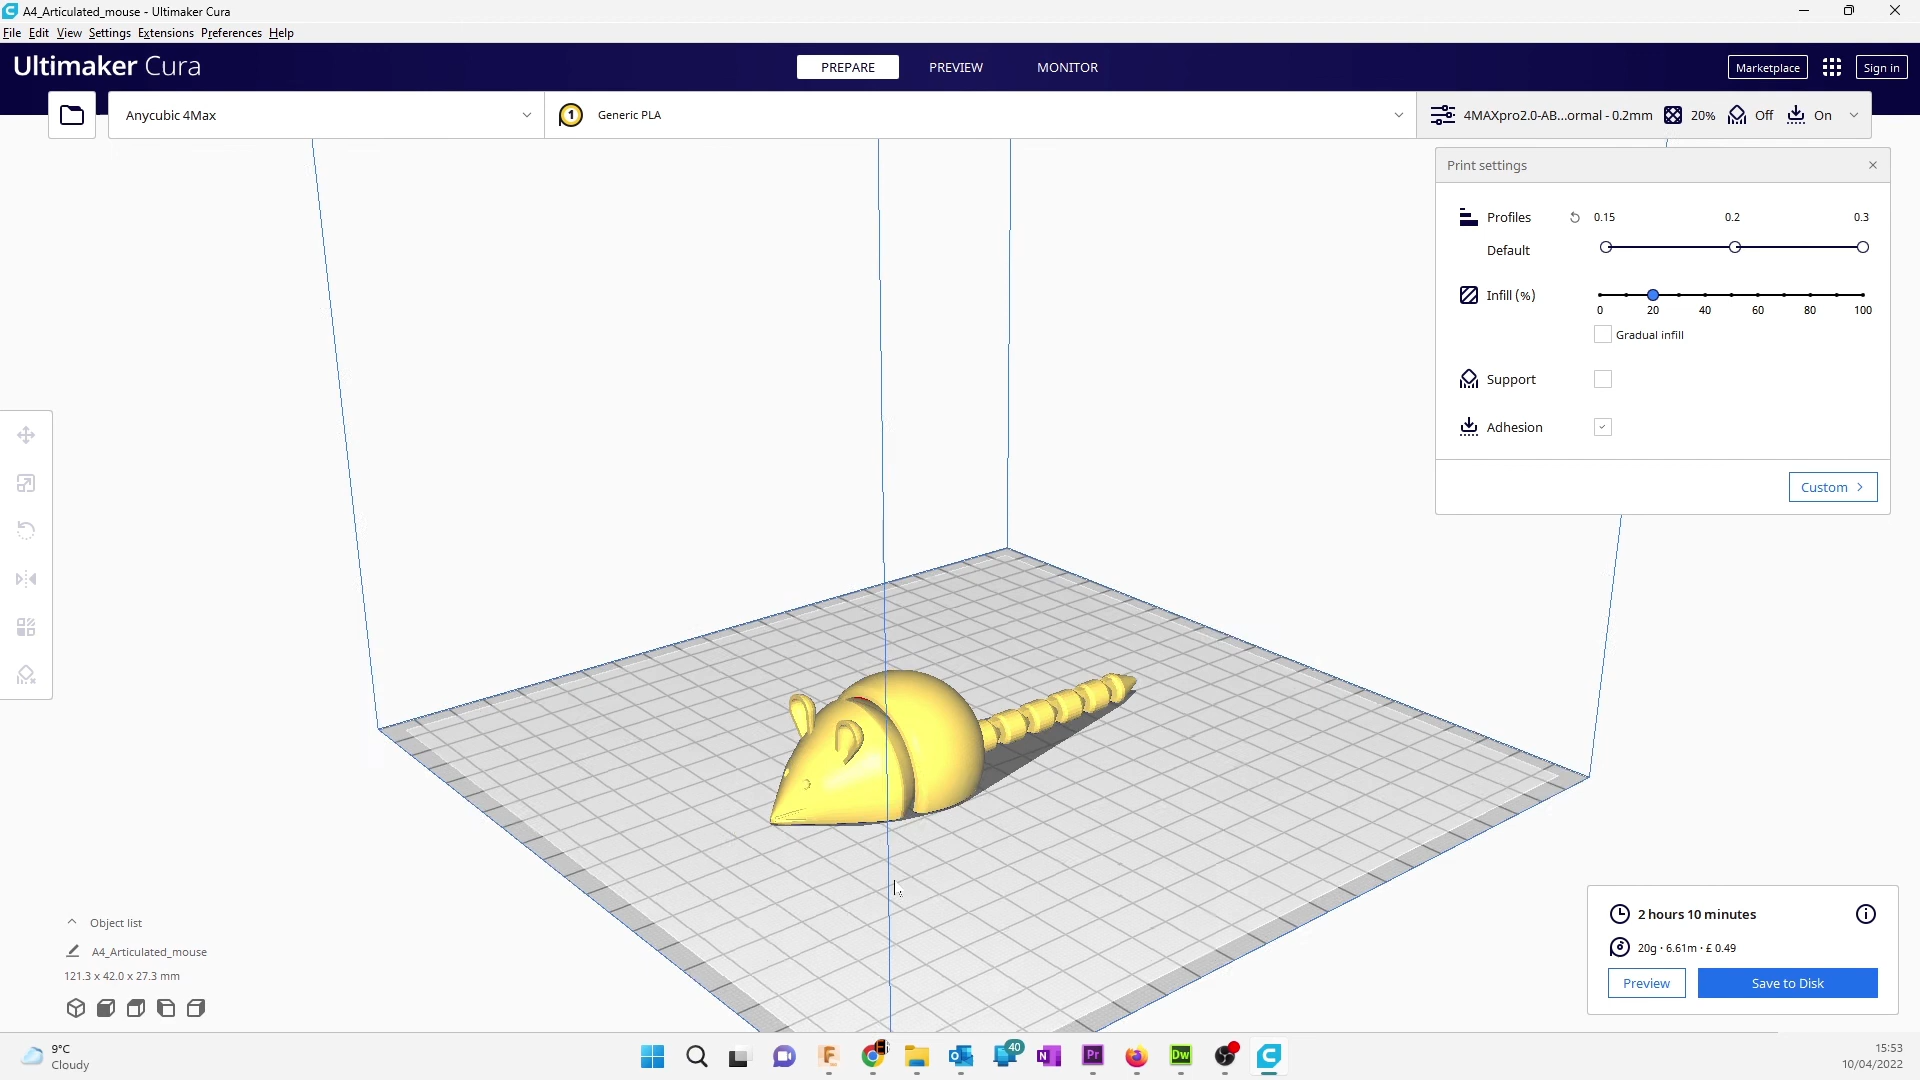 A4_Articulated_mouse - Ultimaker Cura
File Edit View Settings Extensions Preferences Help
Ultimaker Cura
PREPARE PREVIEW MONITOR
Marketplace Sign in
Anycubic 4Max
1 Generic PLA
4MAXpro2.0-AB...ormal - 0.2mm 20% Off On
Print settings
Profiles 0.15 0.2 0.3
Default
Infill (%)
0 20 40 60 80 100
Gradual infill
Support
Adhesion
Custom
Object list
A4_Articulated_mouse
121.3 x 42.0 x 27.3 mm
2 hours 10 minutes
20g · 6.61m · £ 0.49
Preview Save to Disk
9°C
Cloudy
40
N
Pr
Dw
15:53
10/04/2022